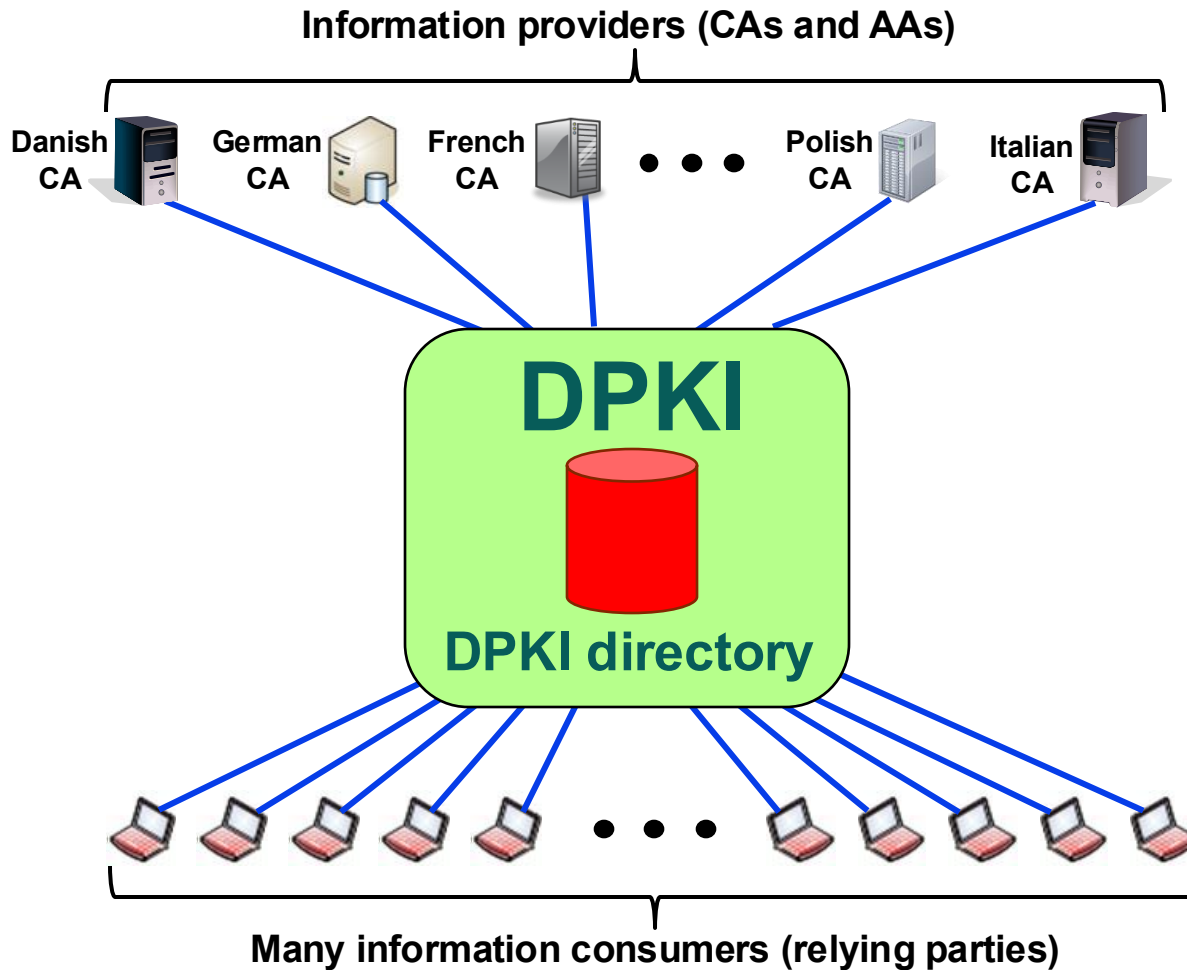 Information providers (CAs and AAs)
Danish
CA
German
CA
French
CA
Polish
CA
Italian
CA
DPKI
DPKI directory
Many information consumers (relying parties)